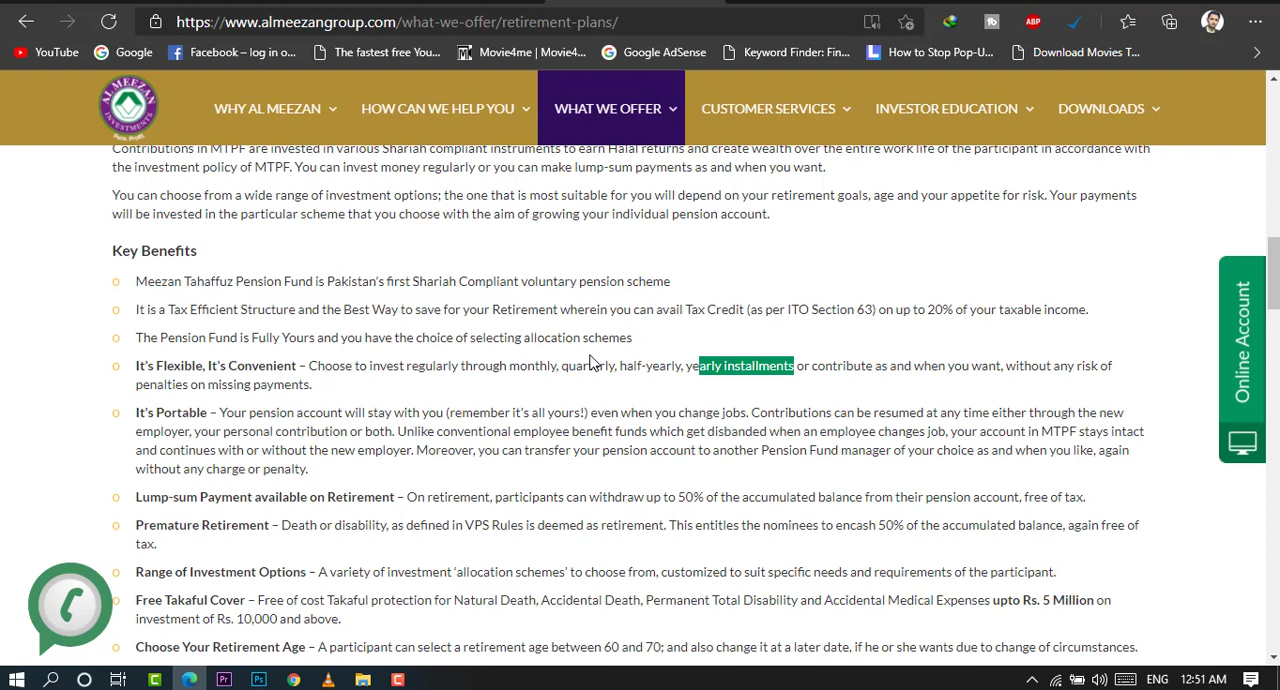 https://www.almeezangroup.com/what-we-offer/retirement-plans/
tb
ABP
YouTube
Google
Facebook – log in o...
The fastest free You...
Movie4me | Movie4...
Google AdSense
Keyword Finder: Fin...
How to Stop Pop-U...
Download Movies T...
AL MEEZAN
INVESTMENTS
WHY AL MEEZAN
HOW CAN WE HELP YOU
WHAT WE OFFER
CUSTOMER SERVICES
INVESTOR EDUCATION
DOWNLOADS
Contributions in MTPF are invested in various Shariah compliant instruments to earn Halal returns and create wealth over the entire work life of the participant in accordance with
the investment policy of MTPF. You can invest money regularly or you can make lump-sum payments as and when you want.
You can choose from a wide range of investment options; the one that is most suitable for you will depend on your retirement goals, age and your appetite for risk. Your payments
will be invested in the particular scheme that you choose with the aim of growing your individual pension account.
Key Benefits
Meezan Tahaffuz Pension Fund is Pakistan's first Shariah Compliant voluntary pension scheme
It is a Tax Efficient Structure and the Best Way to save for your Retirement wherein you can avail Tax Credit (as per ITO Section 63) on up to 20% of your taxable income.
The Pension Fund is Fully Yours and you have the choice of selecting allocation schemes
It's Flexible, It's Convenient – Choose to invest regularly through monthly, quarterly, half-yearly, yearly installments or contribute as and when you want, without any risk of
penalties on missing payments.
It's Portable – Your pension account will stay with you (remember it's all yours!) even when you change jobs. Contributions can be resumed at any time either through the new
employer, your personal contribution or both. Unlike conventional employee benefit funds which get disbanded when an employee changes job, your account in MTPF stays intact
and continues with or without the new employer. Moreover, you can transfer your pension account to another Pension Fund manager of your choice as and when you like, again
without any charge or penalty.
Lump-sum Payment available on Retirement – On retirement, participants can withdraw up to 50% of the accumulated balance from their pension account, free of tax.
Premature Retirement – Death or disability, as defined in VPS Rules is deemed as retirement. This entitles the nominees to encash 50% of the accumulated balance, again free of
tax.
Range of Investment Options – A variety of investment 'allocation schemes' to choose from, customized to suit specific needs and requirements of the participant.
Free Takaful Cover – Free of cost Takaful protection for Natural Death, Accidental Death, Permanent Total Disability and Accidental Medical Expenses upto Rs. 5 Million on
investment of Rs. 10,000 and above.
Choose Your Retirement Age – A participant can select a retirement age between 60 and 70; and also change it at a later date, if he or she wants due to change of circumstances.
Online Account
Pr
Ps
ENG
12:51 AM